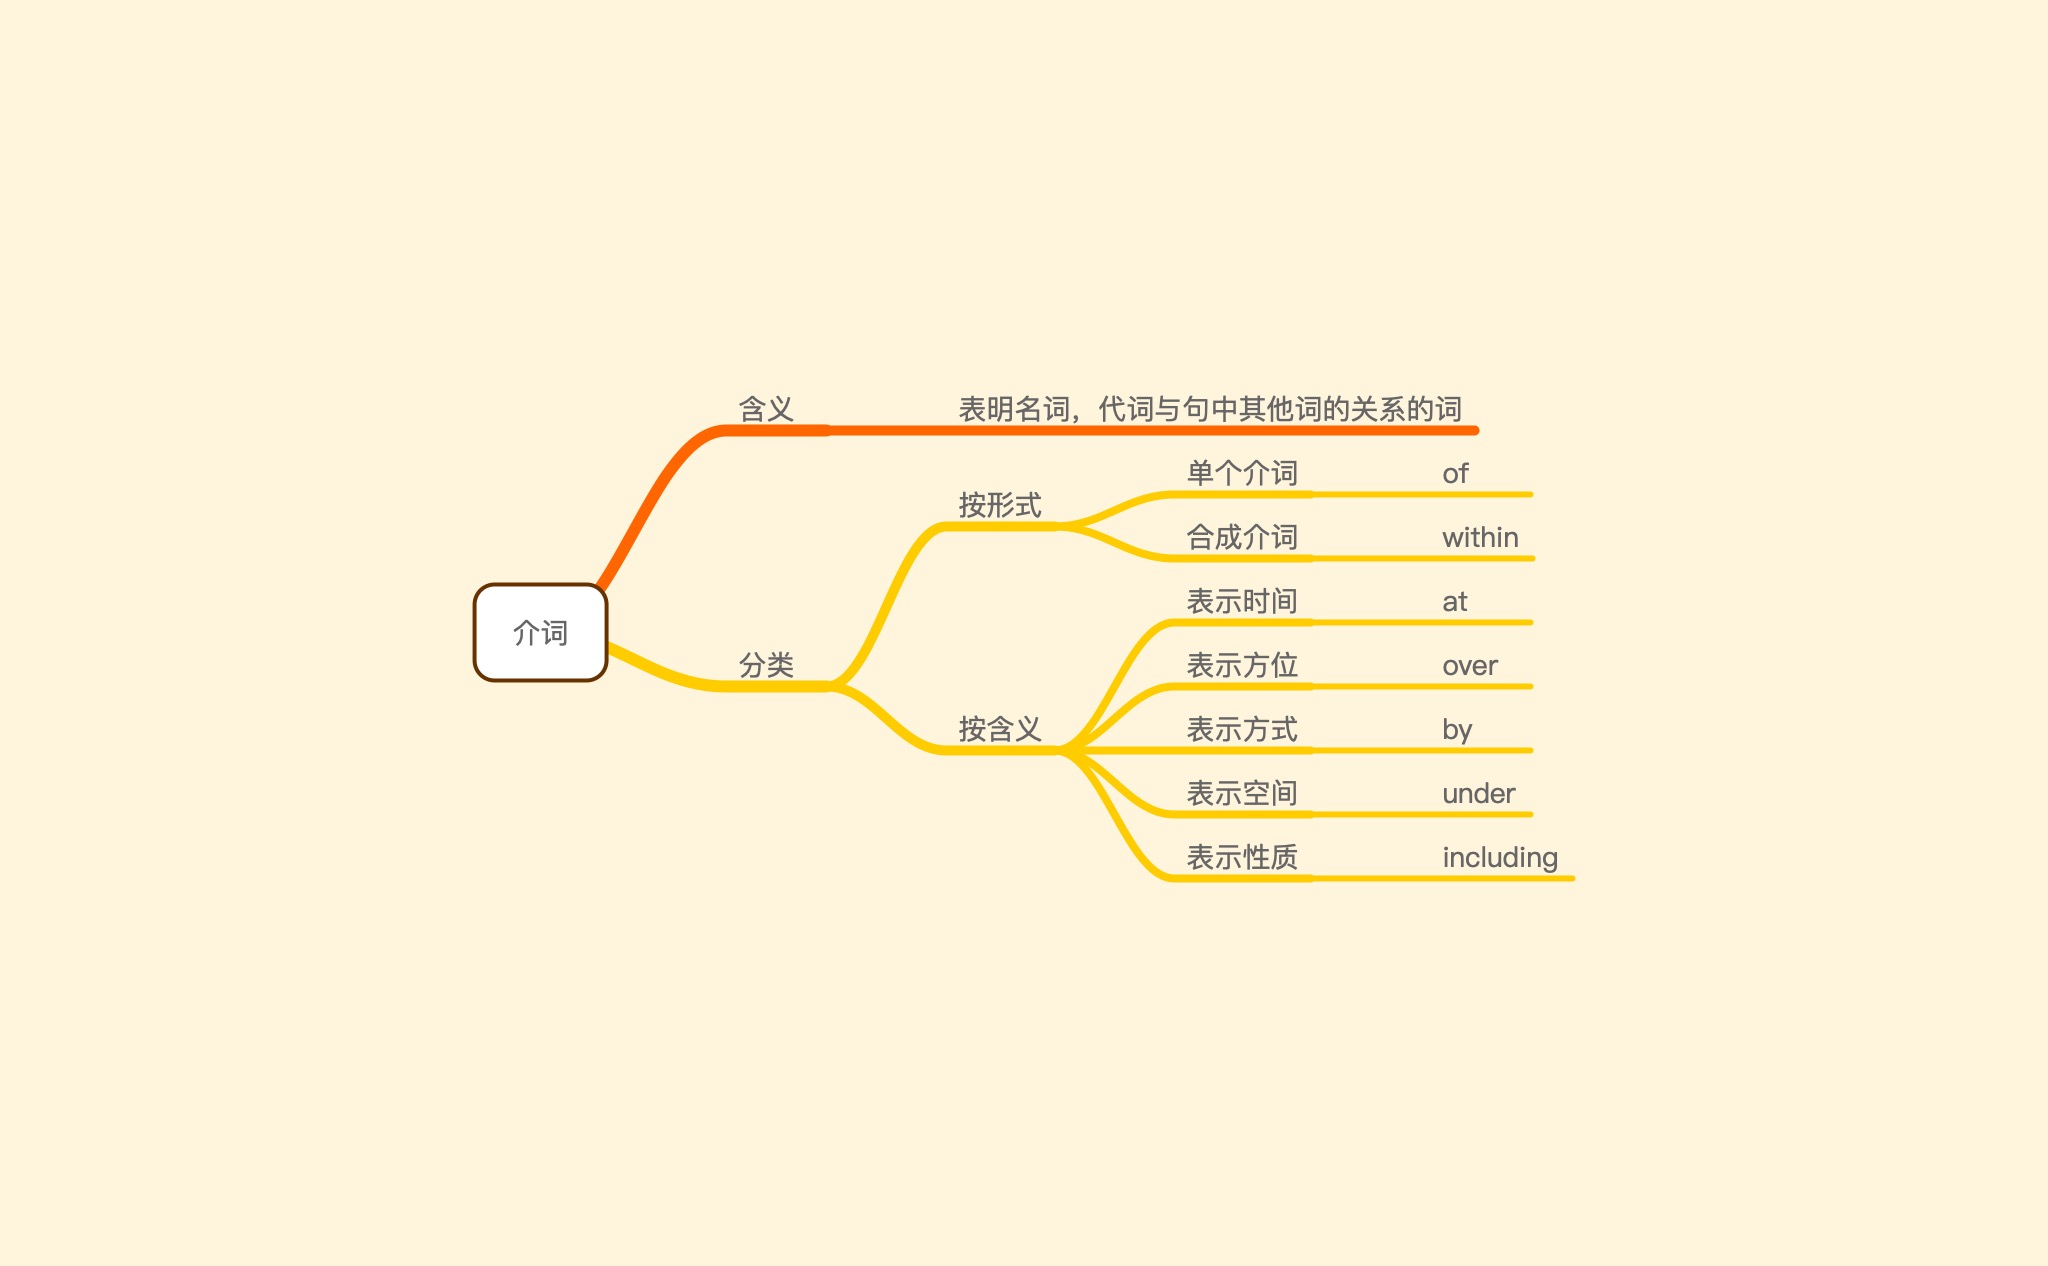 介词
含义
表明名词，代词与句中其他词的关系的词
分类
按形式
单个介词
of
合成介词
within
按含义
表示时间
at
表示方位
over
表示方式
by
表示空间
under
表示性质
including